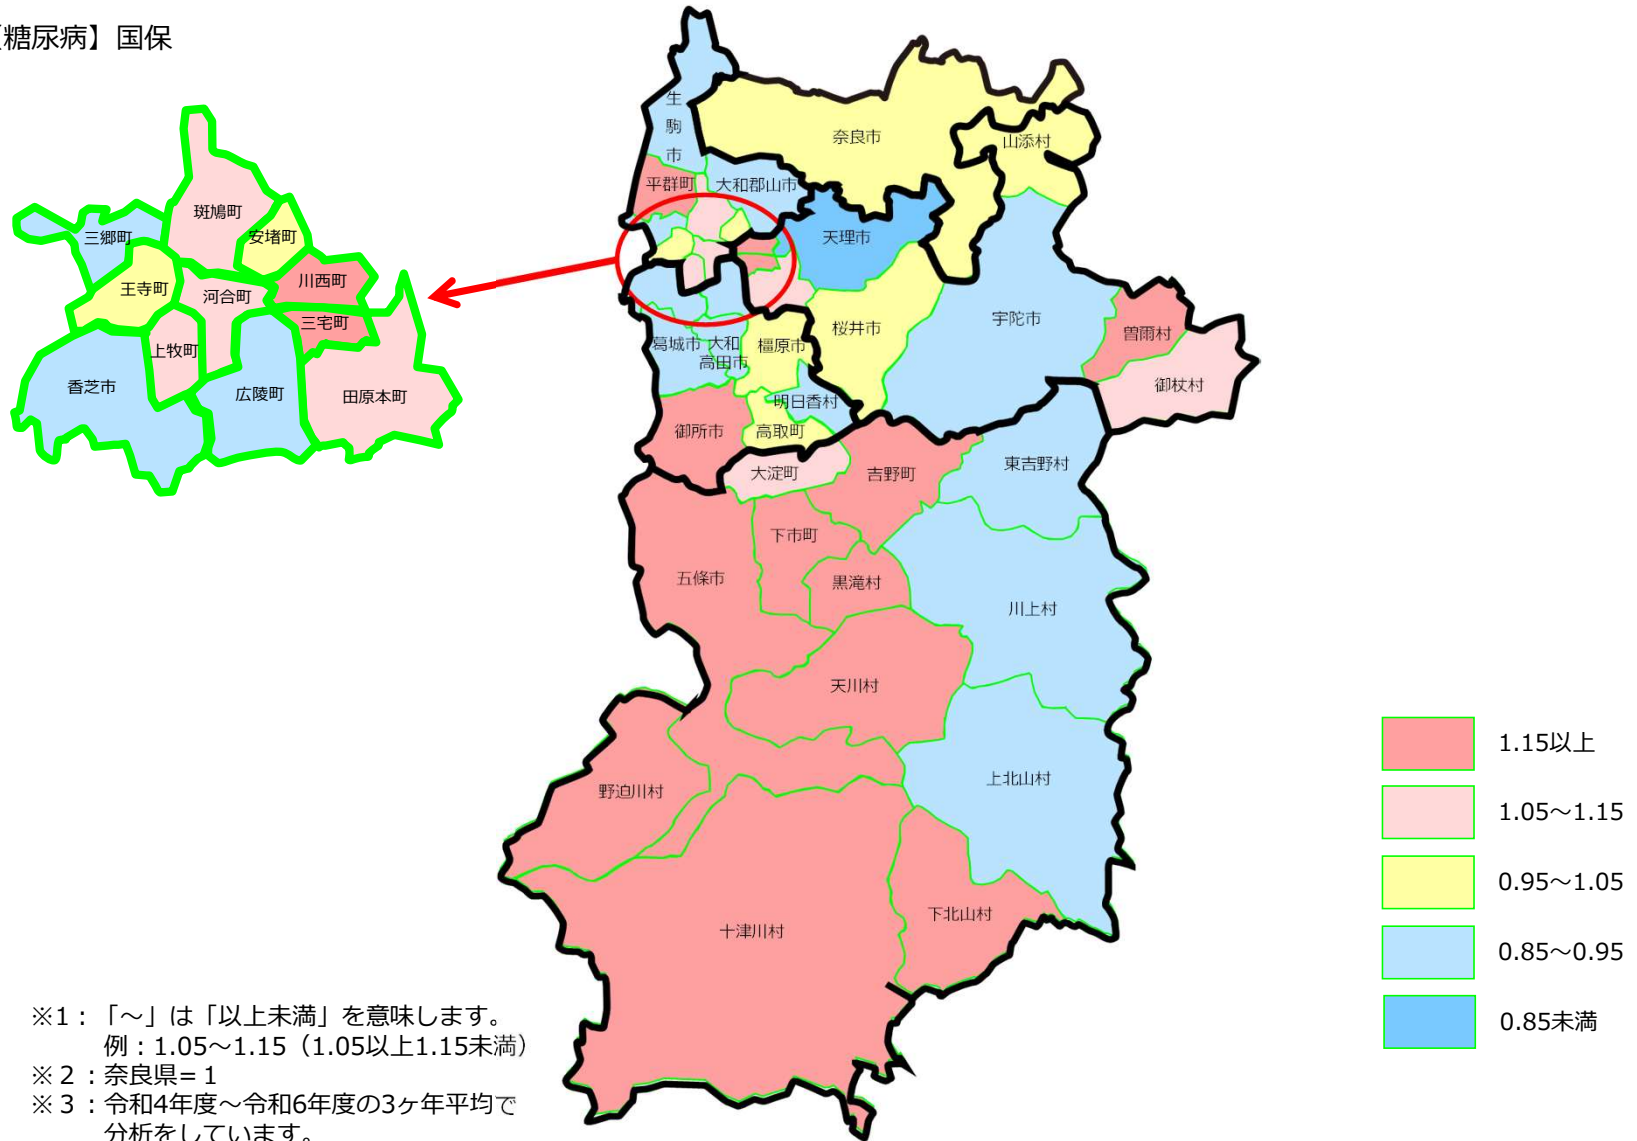 【糖尿病】国保
生駒市
奈良市
山添村
平群町
大和郡山市
天理市
斑鳩町
三郷町
安堵町
王寺町
河合町
川西町
三宅町
上牧町
香芝市
広陵町
田原本町
葛城市
大和
高田市
橿原市
桜井市
宇陀市
曽爾村
御杖村
明日香村
御所市
高取町
大淀町
吉野町
東吉野村
下市町
五條市
黒滝村
川上村
天川村
野迫川村
上北山村
十津川村
下北山村
1.15以上
1.05～1.15
0.95～1.05
0.85～0.95
0.85未満
※1：「～」は「以上未満」を意味します。
例：1.05～1.15（1.05以上1.15未満）
※２：奈良県＝1
※３：令和4年度～令和6年度の3ヶ年平均で
分析をしています。